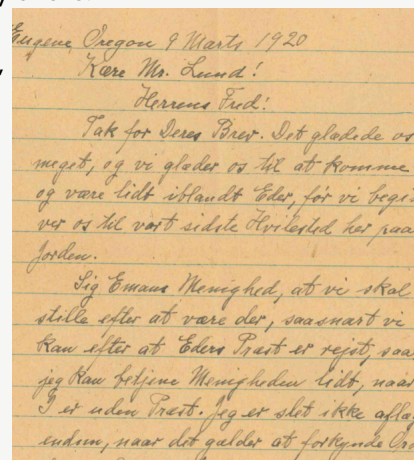 Eugene, Oregon 9 Marts 1920
Kære Mr. Lund!
Herrens Fred!
Tak for Deres Brev. Det glædede os
meget, og vi glæder os til at komme
og være lidt iblandt Eder, før vi begi-
ver os til vort sidste Hvilested her paa
Jorden.
Sig Emaus Menighed, at vi skal
stille efter at være der, saasnart vi
kan efter at Eders Præst er rejst, saa
jeg kan betjene Menigheden lidt, naar
I er uden Præst. Jeg er slet ikke aflæg
endsm, naar det gælder at forkynde Ord